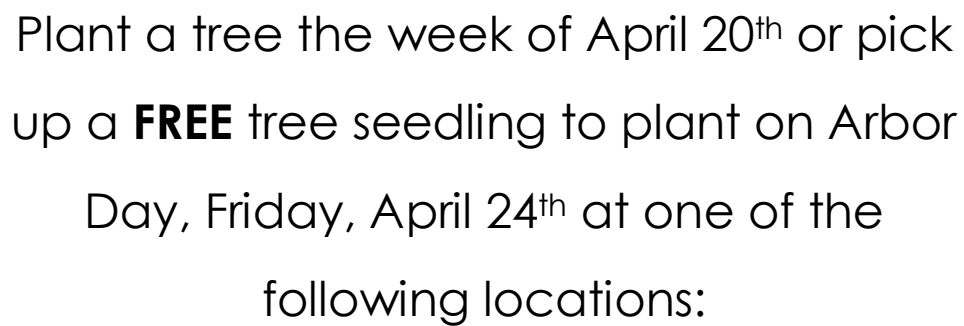 Plant a tree the week of April 20th or pick
up a FREE tree seedling to plant on Arbor
Day, Friday, April 24th at one of the
following locations: